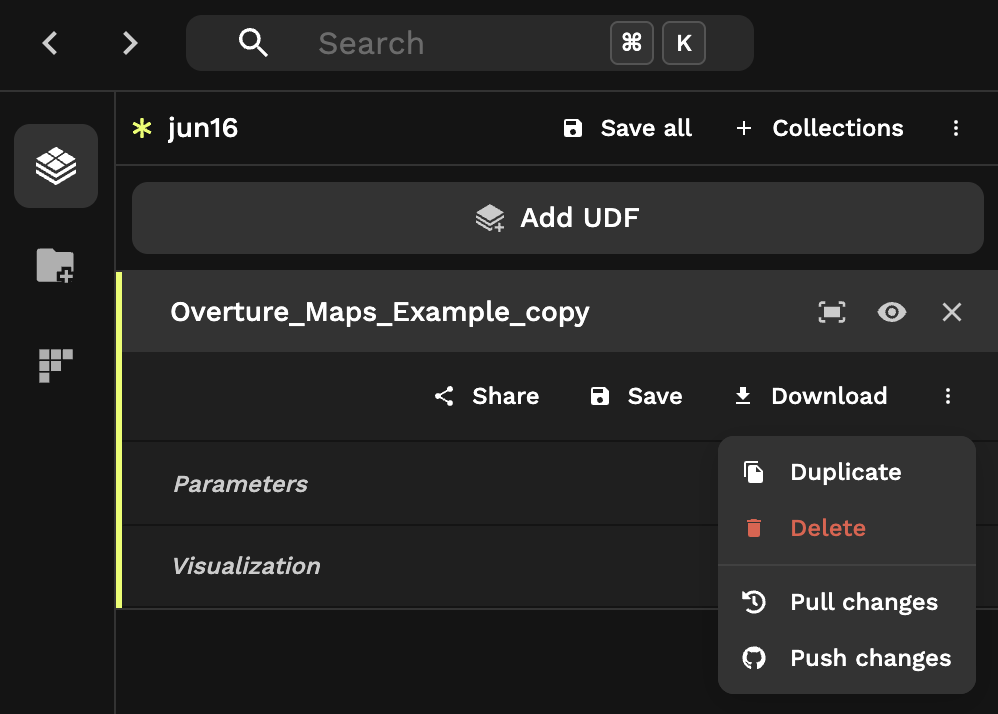 Search ⌘ K
jun16 Save all + Collections
Add UDF
Overture_Maps_Example_copy
Share Save Download
Parameters
Visualization
Duplicate
Delete
Pull changes
Push changes